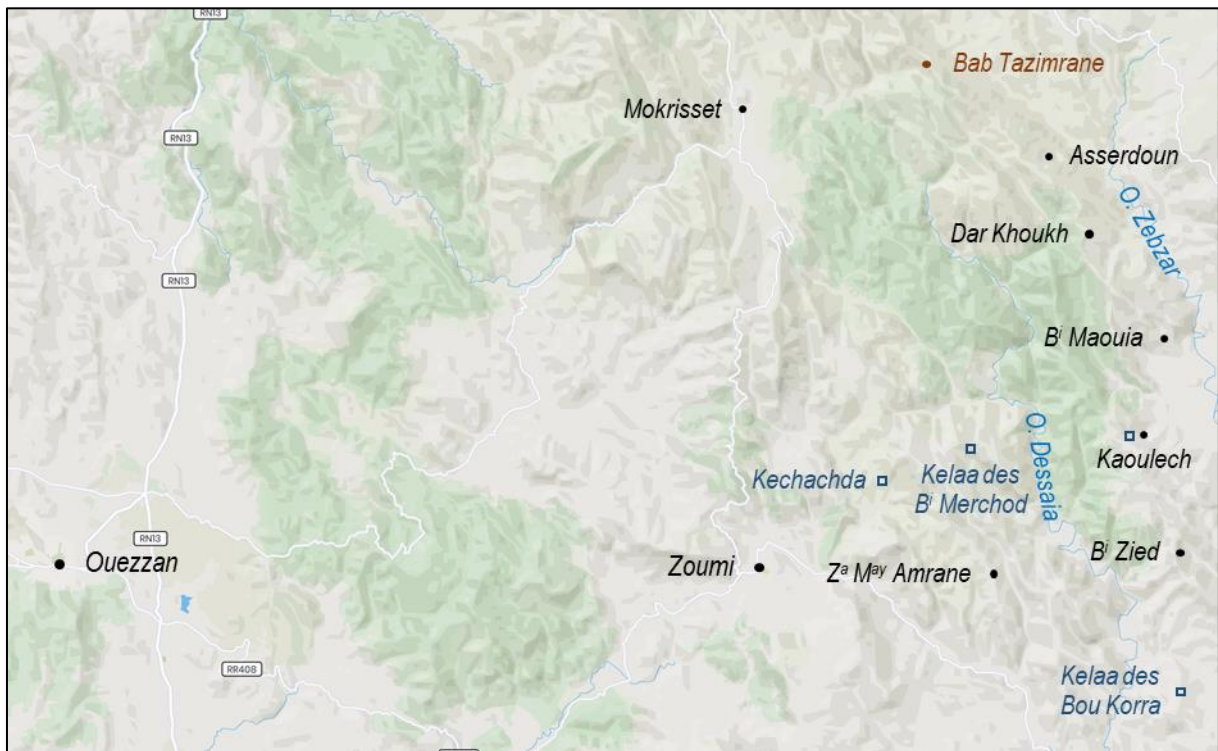 RN13
Bab Tazimrane
Mokrisset
RN13
Asserdoun
O. Zebzar
Dar Khoukh
RN13
Bⁱ Maouia
Kaoulech
Kelaa des
Bⁱ Merchod
Kechachda
O. Dessaia
RN13
Bⁱ Zied
Ouezzan
Zoumi
Zᵃ Mᵃʸ Amrane
RR408
Kelaa des
Bou Korra